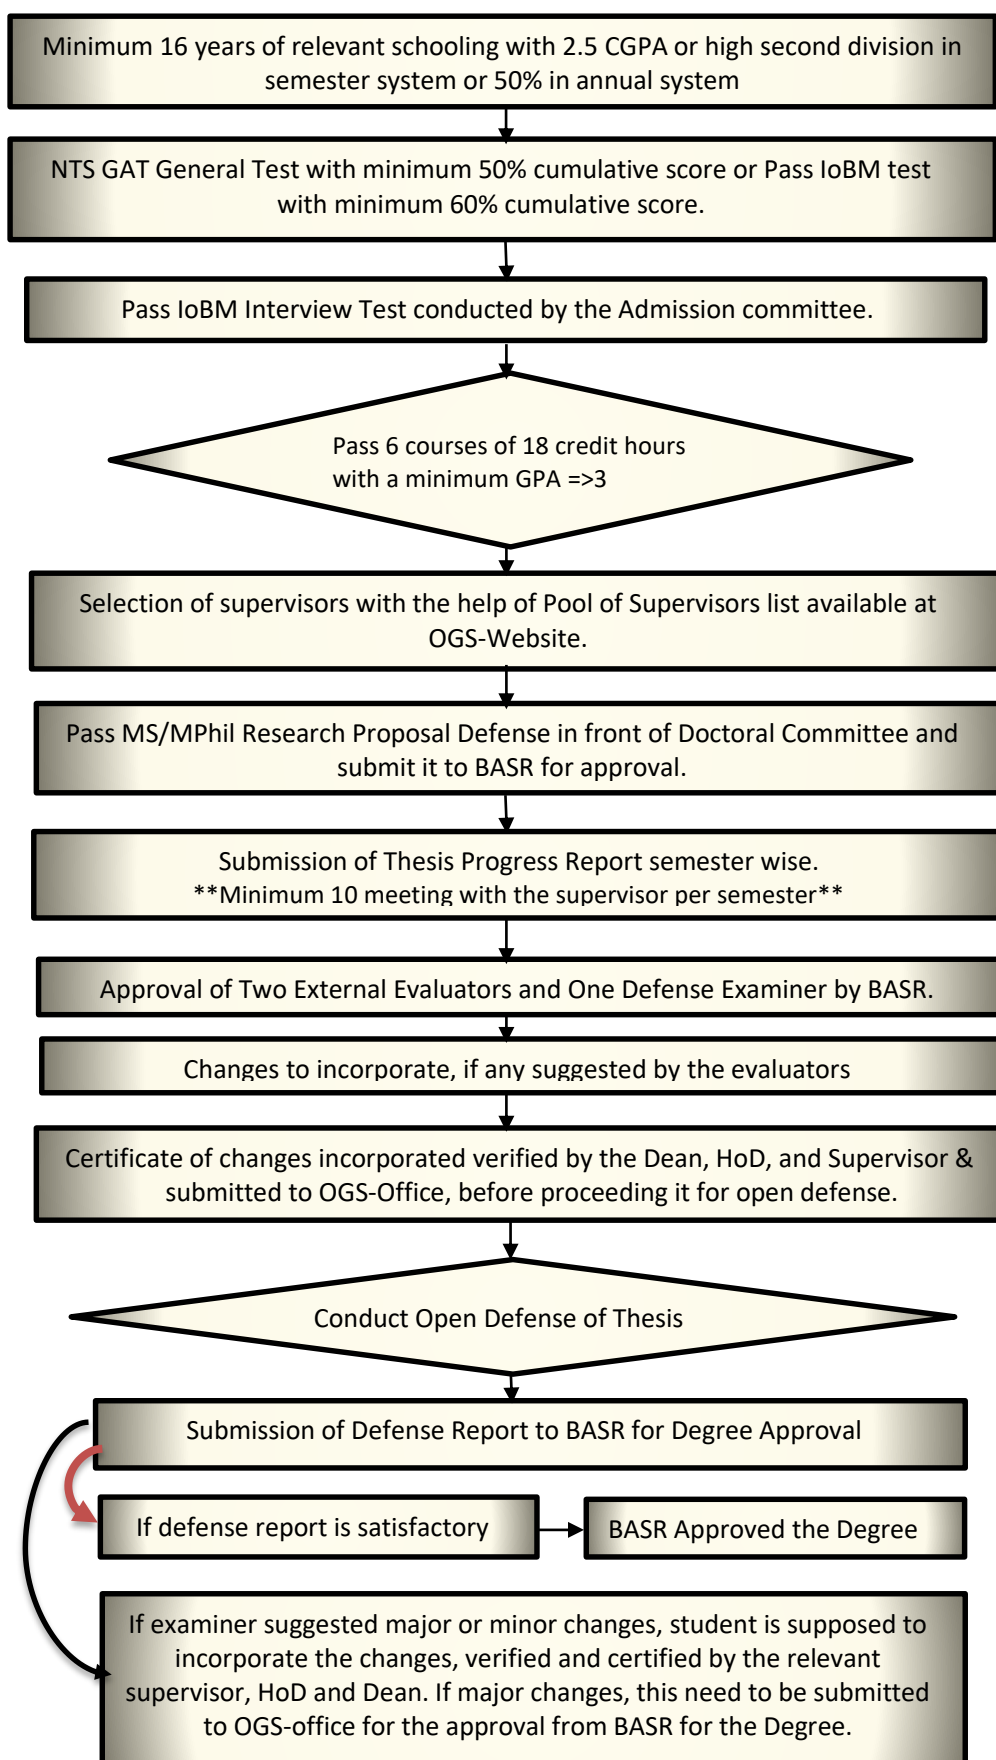 Minimum 16 years of relevant schooling with 2.5 CGPA or high second division in
semester system or 50% in annual system
NTS GAT General Test with minimum 50% cumulative score or Pass IoBM test
with minimum 60% cumulative score.
Pass IoBM Interview Test conducted by the Admission committee.
Pass 6 courses of 18 credit hours
with a minimum GPA =>3
Selection of supervisors with the help of Pool of Supervisors list available at
OGS-Website.
Pass MS/MPhil Research Proposal Defense in front of Doctoral Committee and
submit it to BASR for approval.
Submission of Thesis Progress Report semester wise.
**Minimum 10 meeting with the supervisor per semester**
Approval of Two External Evaluators and One Defense Examiner by BASR.
Changes to incorporate, if any suggested by the evaluators
Certificate of changes incorporated verified by the Dean, HoD, and Supervisor &
submitted to OGS-Office, before proceeding it for open defense.
Conduct Open Defense of Thesis
Submission of Defense Report to BASR for Degree Approval
If defense report is satisfactory
BASR Approved the Degree
If examiner suggested major or minor changes, student is supposed to
incorporate the changes, verified and certified by the relevant
supervisor, HoD and Dean. If major changes, this need to be submitted
to OGS-office for the approval from BASR for the Degree.